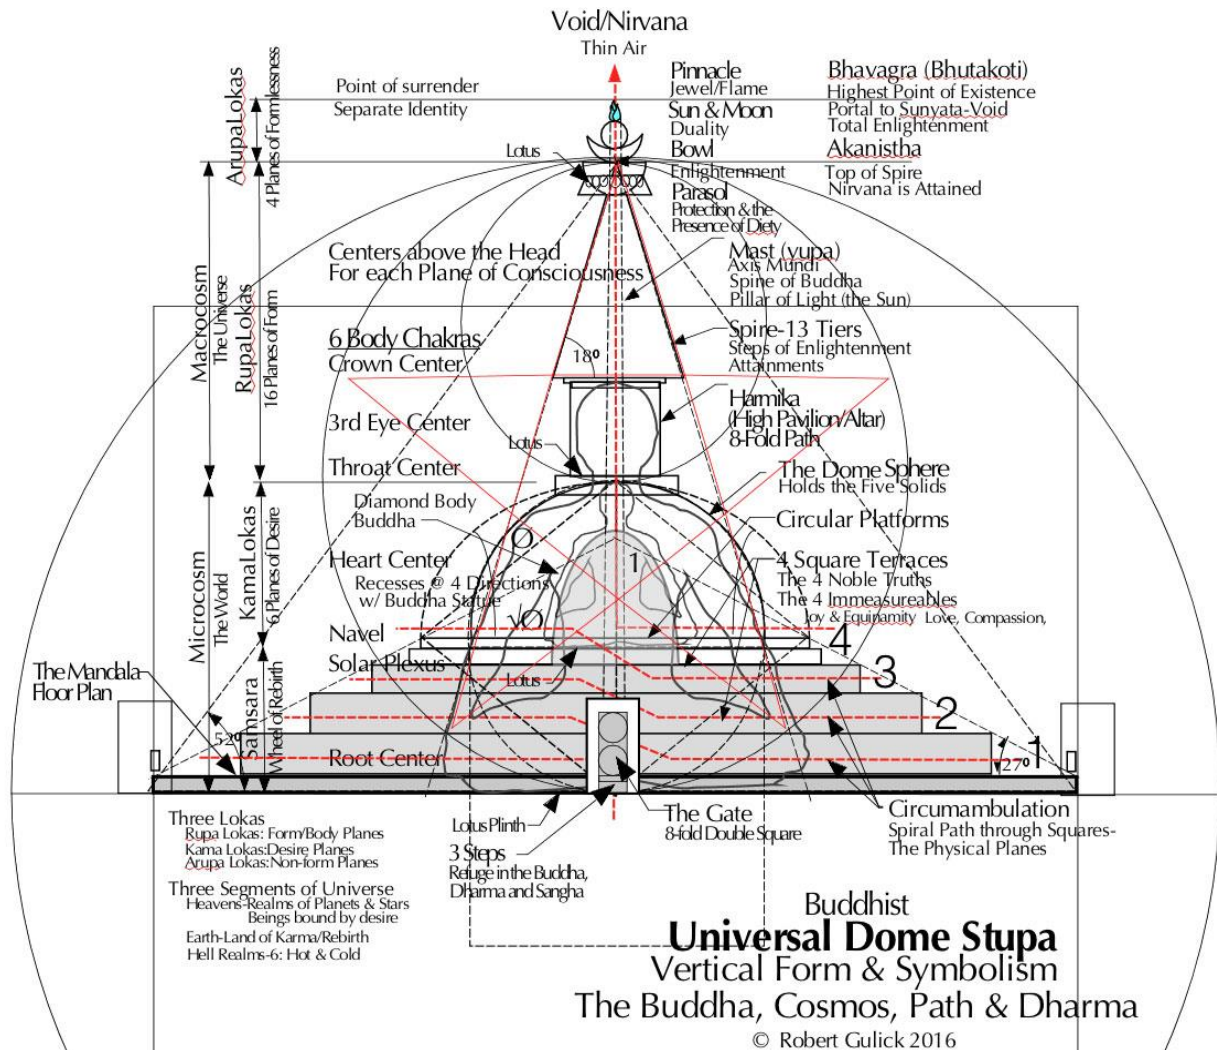 Void/Nirvana
Thin Air
Point of surrender
Separate Identity
Pinnacle
Jewel/Flame
Sun & Moon
Duality
Bowl
Enlightenment
Parasol
Protection & the
Presence of Diety
Bhavagra (Bhutakoti)
Highest Point of Existence
Portal to Sunyata-Void
Total Enlightenment
Akanistha
Top of Spire
Nirvana is Attained
Lotus
ArupaLokas
4 Planes of Formlessness
Macrocosm
The Universe
RupaLokas
16 Planes of Form
Centers above the Head
For each Plane of Consciousness
Mast (yupa)
Axis Mundi
Spine of Buddha
Pillar of Light (the Sun)
6 Body Chakras
Crown Center
18º
Spire-13 Tiers
Steps of Enlightenment
Attainments
3rd Eye Center
Harmika
(High Pavilion/Altar)
8-Fold Path
Lotus
Throat Center
The Dome Sphere
Holds the Five Solids
Diamond Body
Buddha
Circular Platforms
Microcosm
The World
KamaLokas
6 Planes of Desire
Ø
1
Heart Center
Recesses @ 4 Directions
w/ Buddha Statue
√Ø
4 Square Terraces
The 4 Noble Truths
The 4 Immeasureables
Joy & Equinamity Love, Compassion,
Navel
4
Solar Plexus
3
Lotus
The Mandala
Floor Plan
2
52º
Samsara
Wheel of Rebirth
Root Center
1
27º
Three Lokas
Rupa Lokas: Form/Body Planes
Kama Lokas:Desire Planes
Arupa Lokas:Non-form Planes
Three Segments of Universe
Heavens-Realms of Planets & Stars
Beings bound by desire
Earth-Land of Karma/Rebirth
Hell Realms-6: Hot & Cold
Lotus Plinth
3 Steps
Refuge in the Buddha,
Dharma and Sangha
The Gate
8-fold Double Square
Circumambulation
Spiral Path through Squares-
The Physical Planes
Buddhist
Universal Dome Stupa
Vertical Form & Symbolism
The Buddha, Cosmos, Path & Dharma
© Robert Gulick 2016